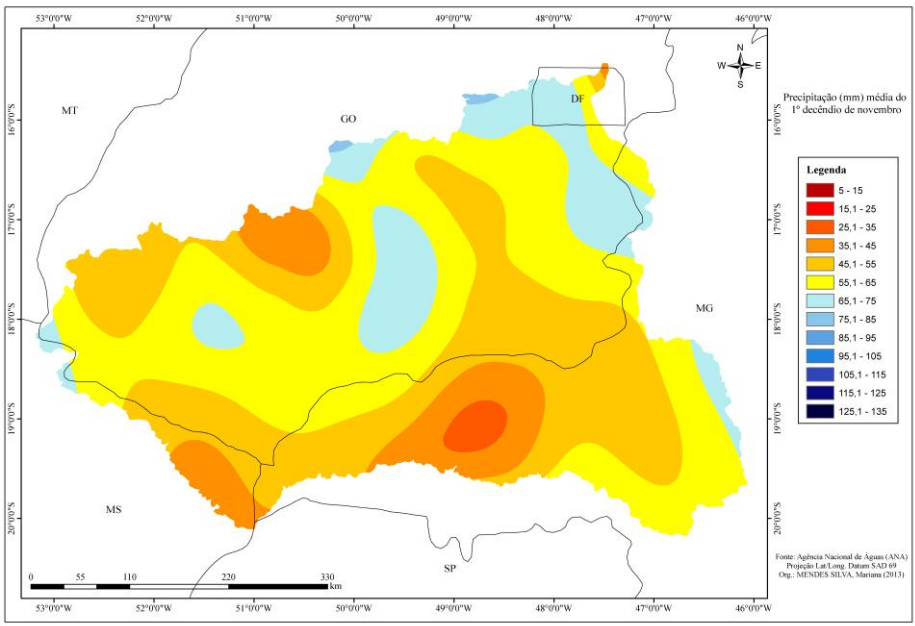 53°0'0"W 52°0'0"W 51°0'0"W 50°0'0"W 49°0'0"W 48°0'0"W 47°0'0"W 46°0'0"W
N
W E
S
MT
GO
DF
MG
MS
SP
16°0'0"S
17°0'0"S
18°0'0"S
19°0'0"S
20°0'0"S
16°0'0"S
17°0'0"S
18°0'0"S
19°0'0"S
20°0'0"S
Precipitação (mm) média do
1º decêndio de novembro
Legenda
5 - 15
15,1 - 25
25,1 - 35
35,1 - 45
45,1 - 55
55,1 - 65
65,1 - 75
75,1 - 85
85,1 - 95
95,1 - 105
105,1 - 115
115,1 - 125
125,1 - 135
0 55 110 220 330
km
53°0'0"W 52°0'0"W 51°0'0"W 50°0'0"W 49°0'0"W 48°0'0"W 47°0'0"W 46°0'0"W
Fonte: Agência Nacional de Águas (ANA)
Projeção Lat/Long. Datum SAD 69
Org.: MENDES SILVA, Mariana (2013)